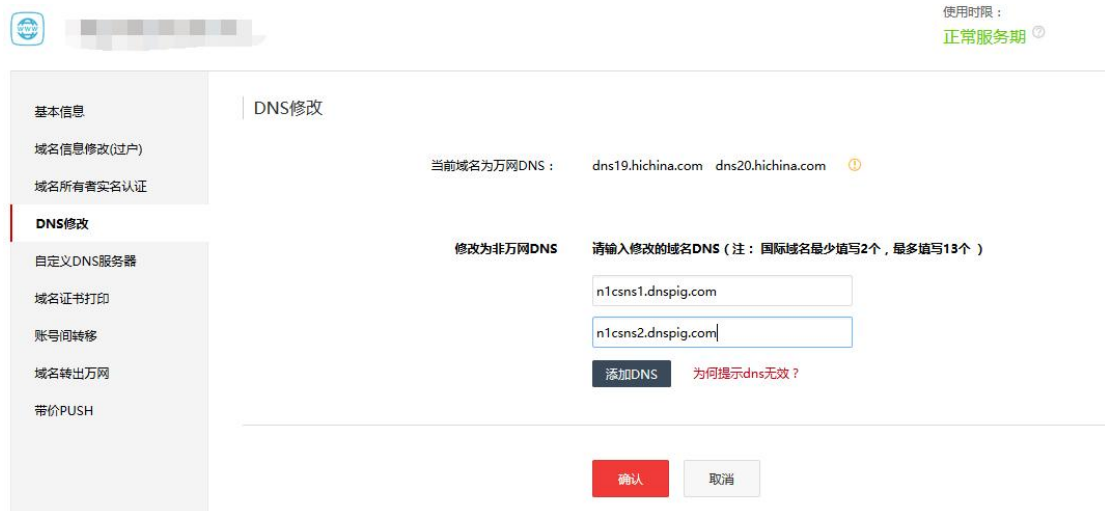 www
使用时限：
正常服务期 ?
基本信息
域名信息修改(过户)
域名所有者实名认证
DNS修改
自定义DNS服务器
域名证书打印
账号间转移
域名转出万网
带价PUSH
DNS修改
当前域名为万网DNS： dns19.hichina.com dns20.hichina.com
修改为非万网DNS 请输入修改的域名DNS（注： 国际域名最少填写2个，最多填写13个 ）
n1csns1.dnspig.com
n1csns2.dnspig.com
添加DNS 为何提示dns无效？
确认 取消